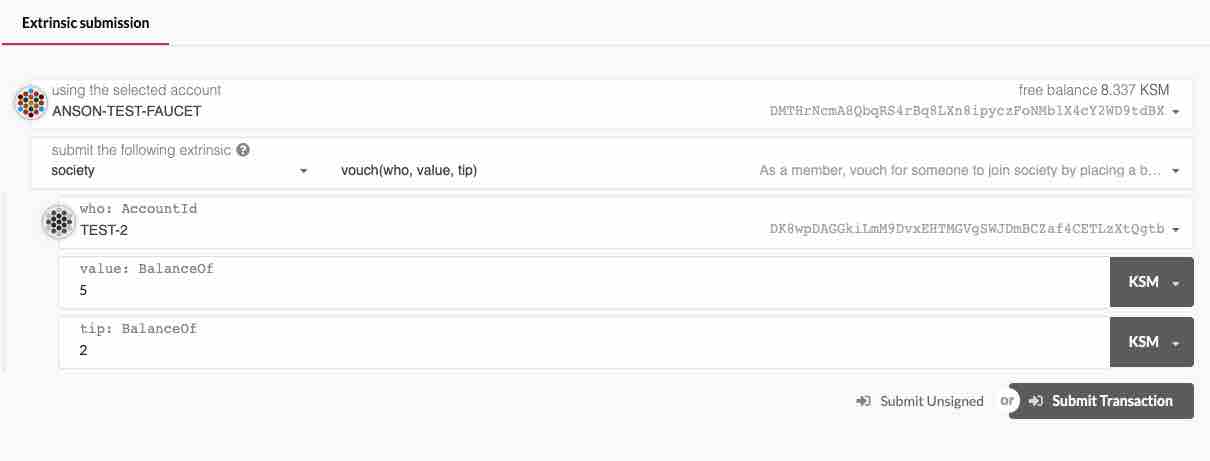 Extrinsic submission
using the selected account
free balance 8.337 KSM
ANSON-TEST-FAUCET
DMTHrNcmA8QbqRS4rBq8LXn8ipyczFoNMb1X4cY2WD9tdBX
submit the following extrinsic
society
vouch(who, value, tip)
As a member, vouch for someone to join society by placing a b...
who: AccountId
TEST-2
DK8wpDAGGkiLmM9DvxEHTMGVgSWJDmBCZaf4CETLzXtQgtb
value: BalanceOf
5
KSM
tip: BalanceOf
2
KSM
Submit Unsigned
or
Submit Transaction